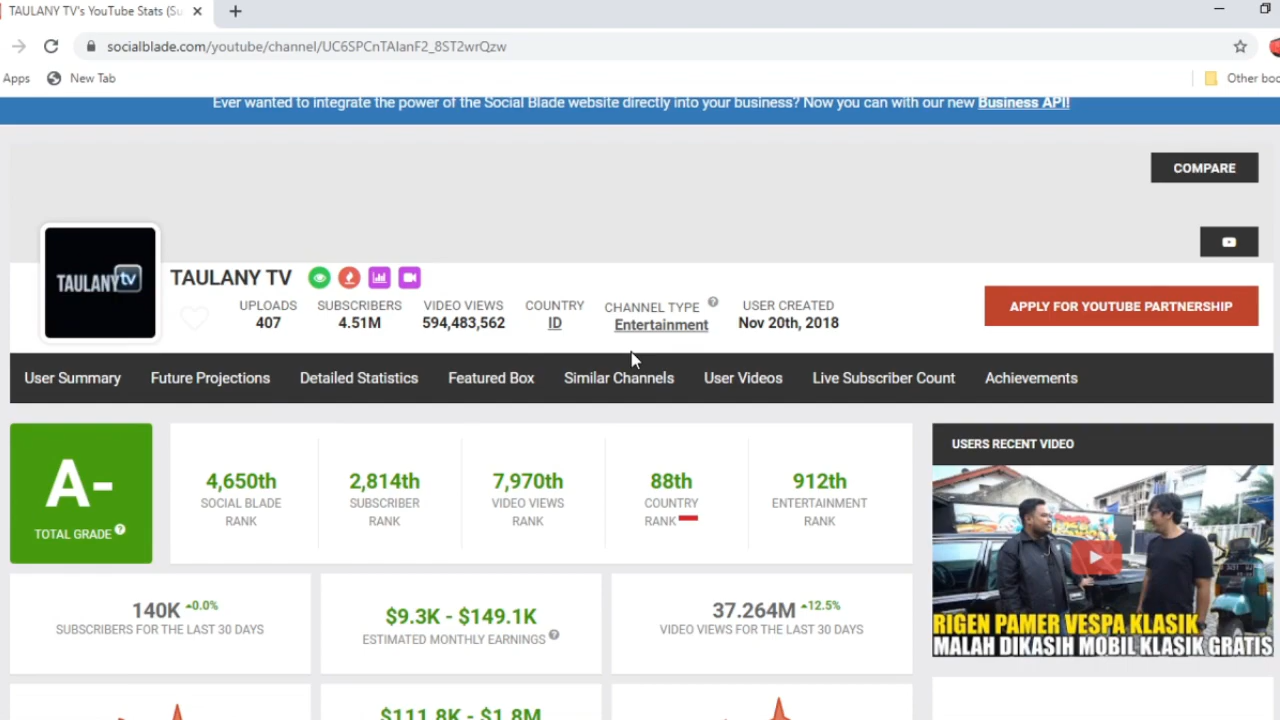 TAULANY TV's YouTube Stats (Su
socialblade.com/youtube/channel/UC6SPCnTAlanF2_8ST2wrQzw
Apps
New Tab
Other boo
Ever wanted to integrate the power of the Social Blade website directly into your business? Now you can with our new Business API!
COMPARE
TAULANY tv
TAULANY TV
UPLOADS
407
SUBSCRIBERS
4.51M
VIDEO VIEWS
594,483,562
COUNTRY
ID
CHANNEL TYPE
Entertainment
USER CREATED
Nov 20th, 2018
APPLY FOR YOUTUBE PARTNERSHIP
User Summary
Future Projections
Detailed Statistics
Featured Box
Similar Channels
User Videos
Live Subscriber Count
Achievements
A-
TOTAL GRADE
4,650th
SOCIAL BLADE
RANK
2,814th
SUBSCRIBER
RANK
7,970th
VIDEO VIEWS
RANK
88th
COUNTRY
RANK
912th
ENTERTAINMENT
RANK
USERS RECENT VIDEO
RIGEN PAMER VESPA KLASIK
MALAH DIKASIH MOBIL KLASIK GRATIS
140K 0.0%
SUBSCRIBERS FOR THE LAST 30 DAYS
$9.3K - $149.1K
ESTIMATED MONTHLY EARNINGS
37.264M 12.5%
VIDEO VIEWS FOR THE LAST 30 DAYS
$111.8K - $1.8M